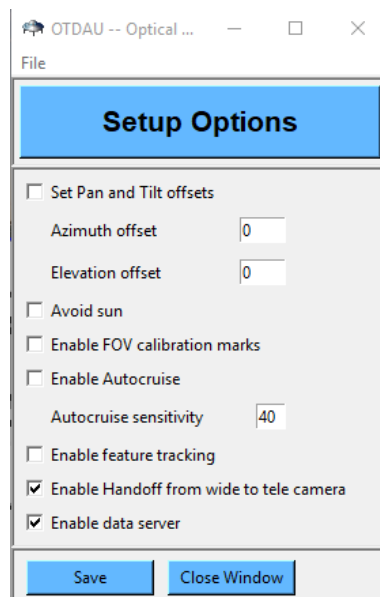 OTDAU -- Optical ...
File
Setup Options
Set Pan and Tilt offsets
Azimuth offset 0
Elevation offset 0
Avoid sun
Enable FOV calibration marks
Enable Autocruise
Autocruise sensitivity 40
Enable feature tracking
Enable Handoff from wide to tele camera
Enable data server
Save Close Window